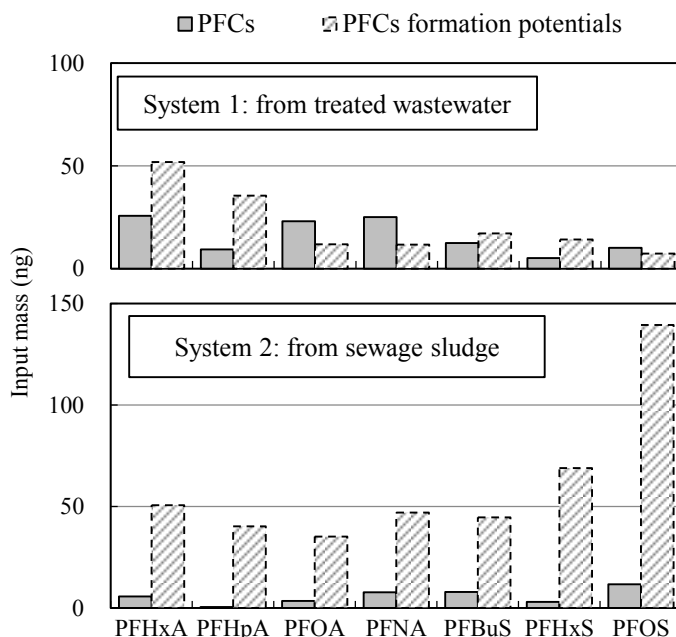 PFCs PFCs formation potentials
100
System 1: from treated wastewater
50
0
150
System 2: from sewage sludge
100
50
0
Input mass (ng)
PFHxA PFHpA PFOA PFNA PFBuS PFHxS PFOS